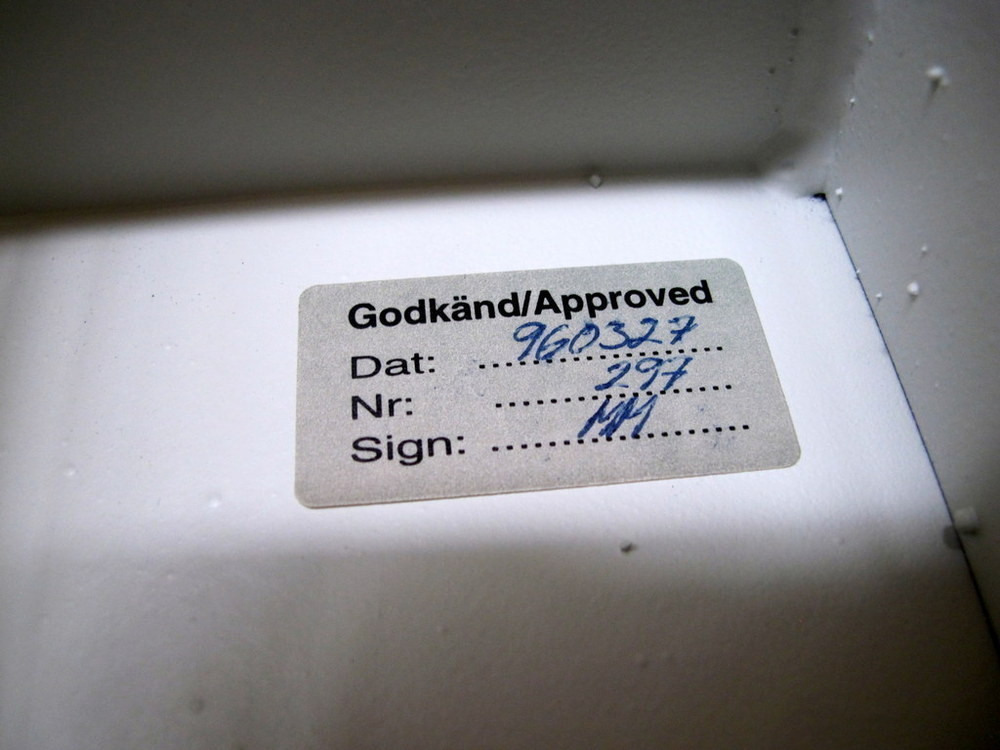 Godkänd/Approved
Dat: 960327
Nr: 297
Sign: MM